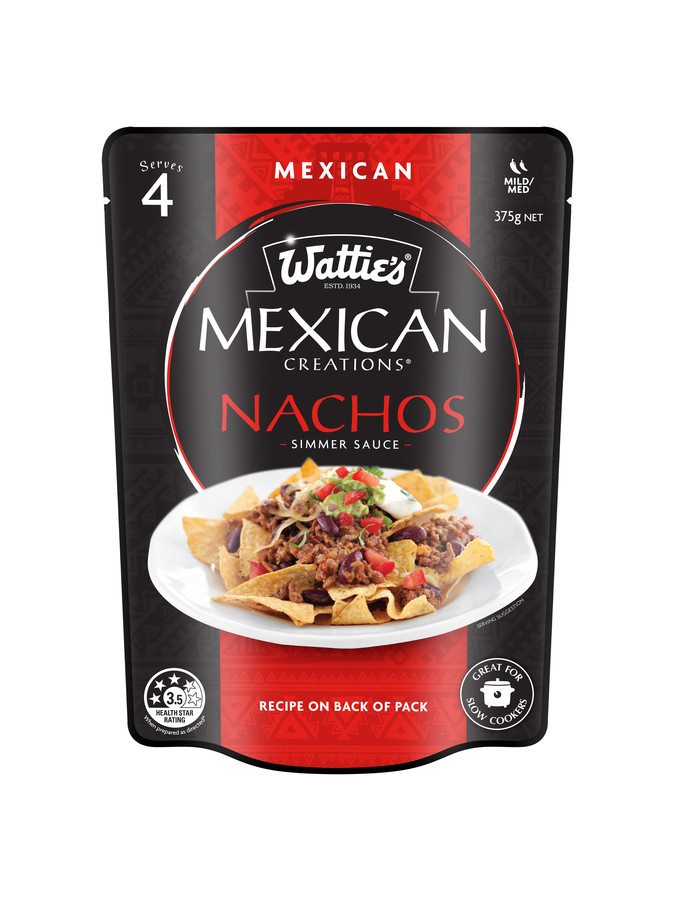 Serves
4
MEXICAN
MILD/
MED
375g NET
Wattie's®
ESTD. 1934
MEXICAN
CREATIONS®
NACHOS
- SIMMER SAUCE -
SERVING SUGGESTION
3.5
HEALTH STAR
RATING
When prepared as directed*
RECIPE ON BACK OF PACK
GREAT FOR
SLOW COOKERS